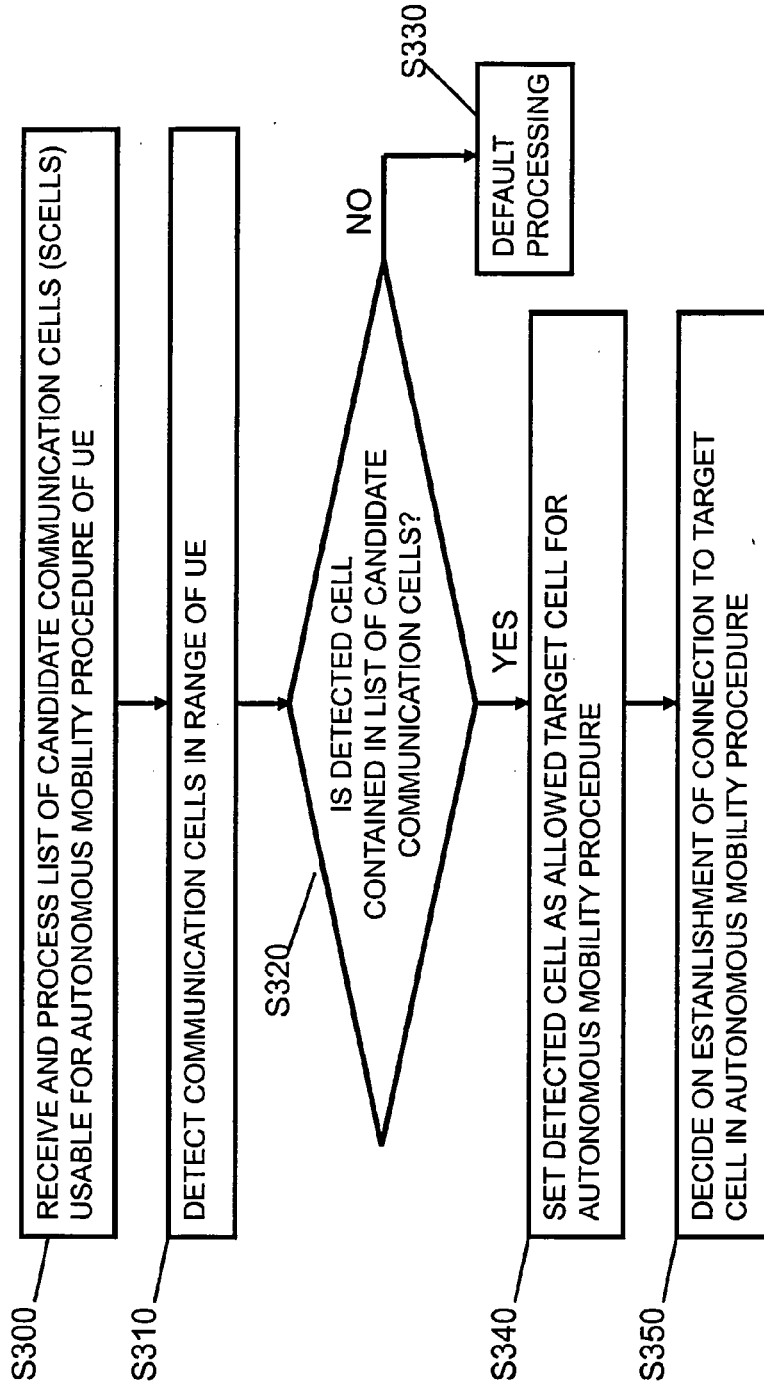 S300
RECEIVE AND PROCESS LIST OF CANDIDATE COMMUNICATION CELLS (SCELLS)
USABLE FOR AUTONOMOUS MOBILITY PROCEDURE OF UE
S310
DETECT COMMUNICATION CELLS IN RANGE OF UE
S320
IS DETECTED CELL
CONTAINED IN LIST OF CANDIDATE
COMMUNICATION CELLS?
NO
S330
DEFAULT
PROCESSING
YES
S340
SET DETECTED CELL AS ALLOWED TARGET CELL FOR
AUTONOMOUS MOBILITY PROCEDURE
S350
DECIDE ON ESTANLISHMENT OF CONNECTION TO TARGET
CELL IN AUTONOMOUS MOBILITY PROCEDURE